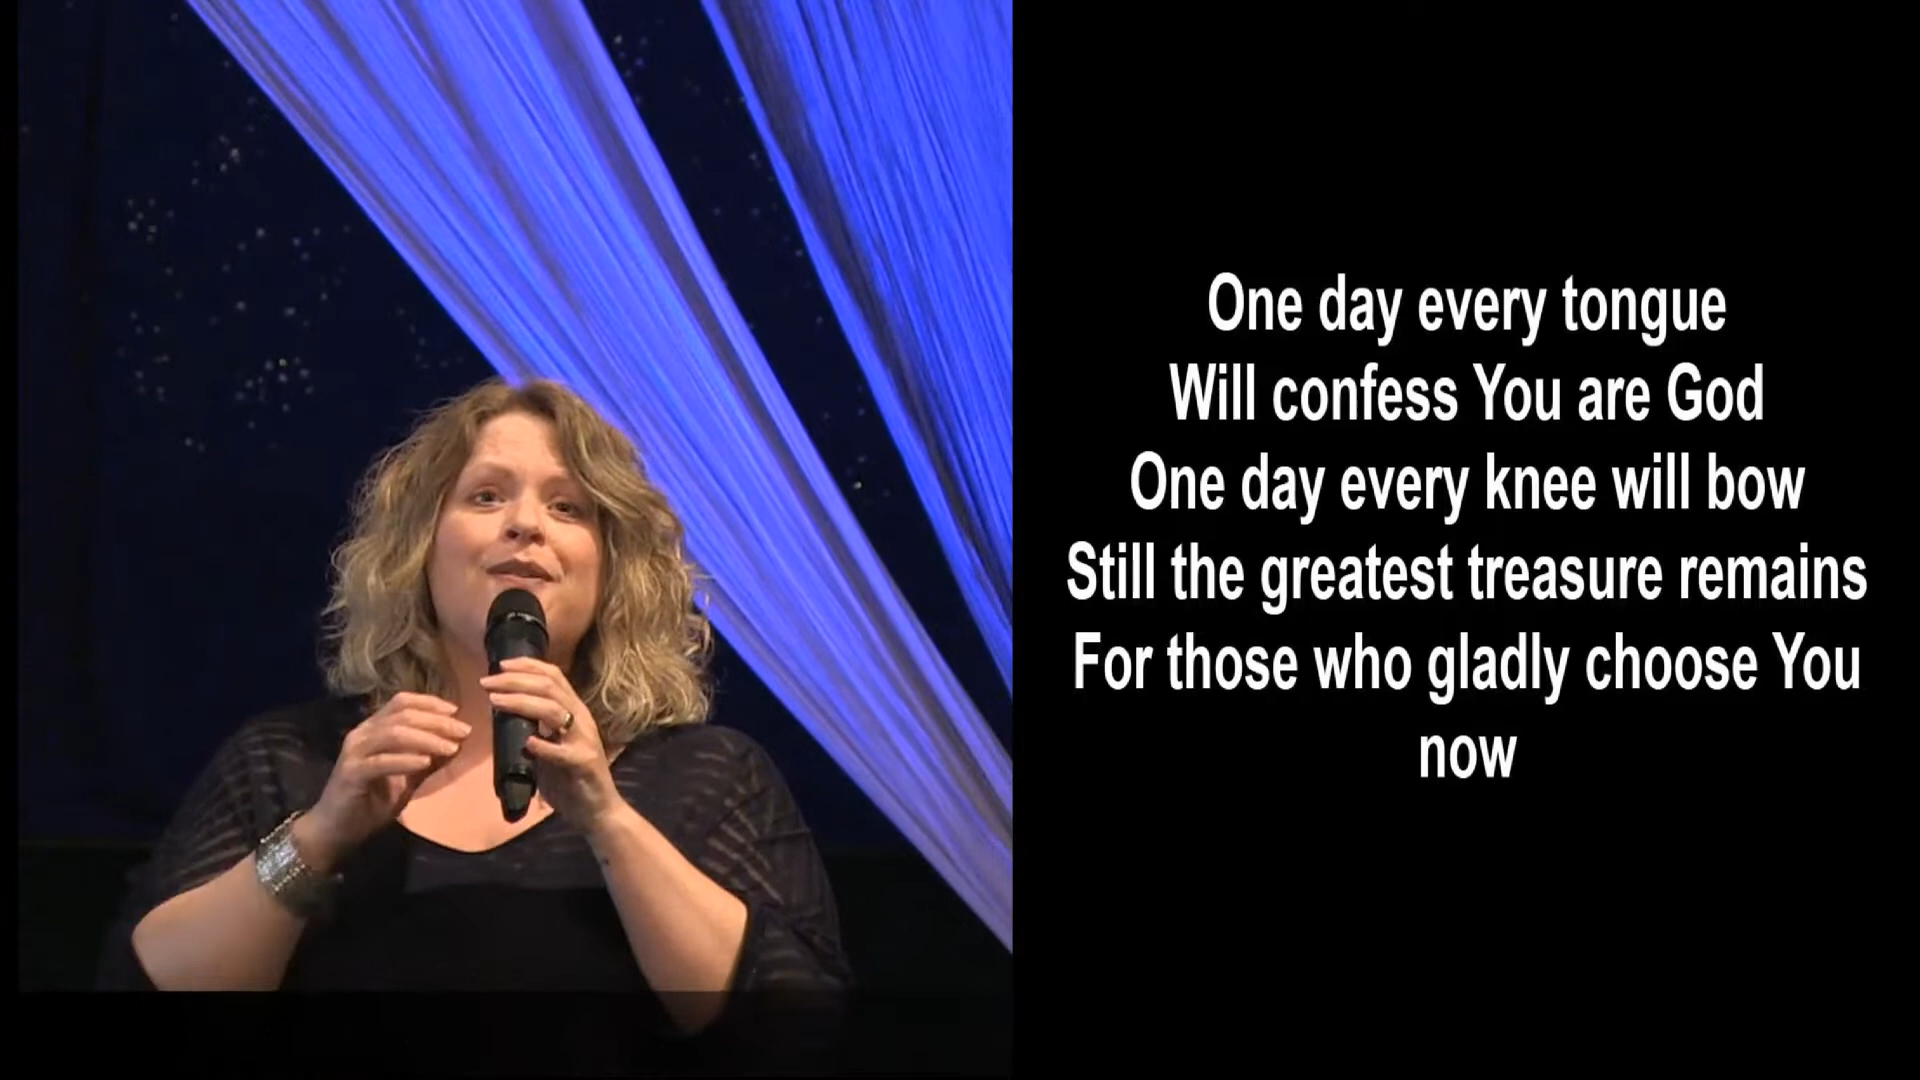 One day every tongue
Will confess You are God
One day every knee will bow
Still the greatest treasure remains
For those who gladly choose You
now